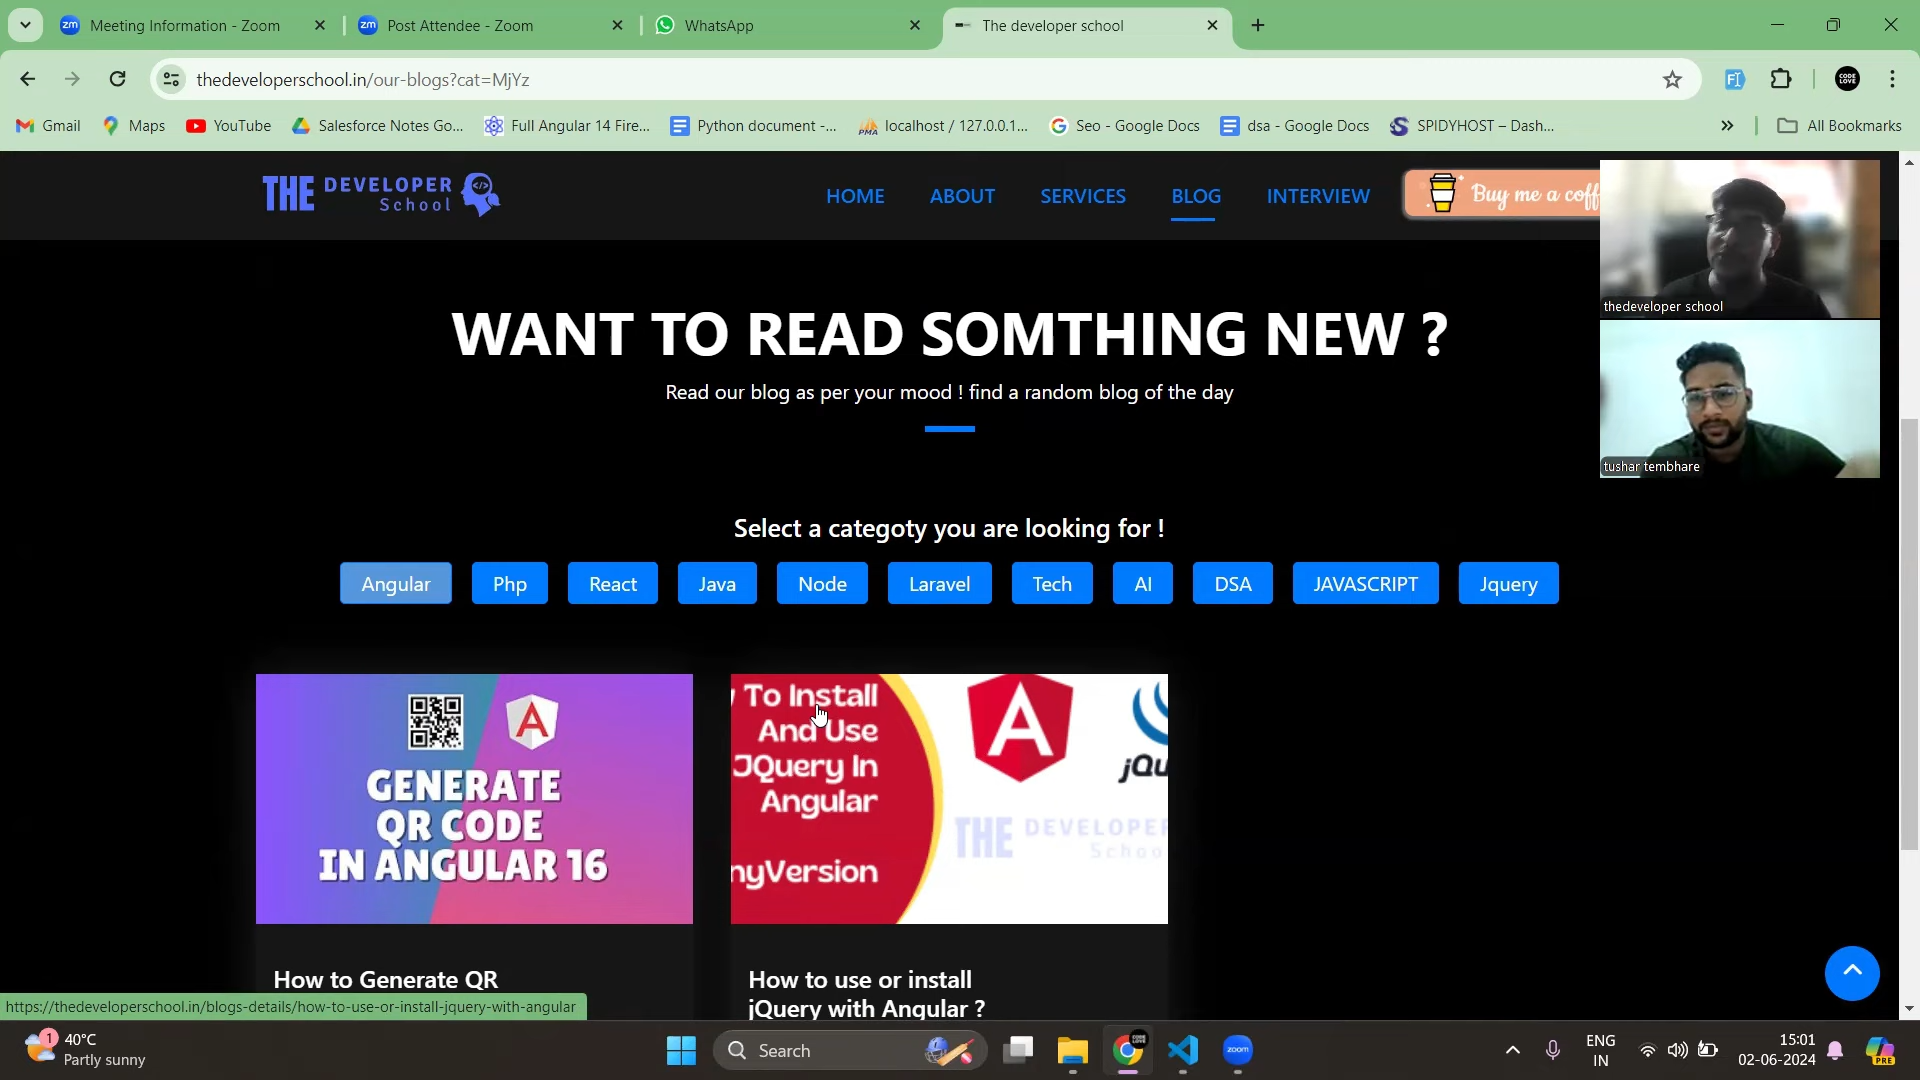 Meeting Information - Zoom
Post Attendee - Zoom
WhatsApp
The developer school
thedeveloperschool.in/our-blogs?cat=MjYz
Gmail
Maps
YouTube
Salesforce Notes Go...
Full Angular 14 Fire...
Python document -...
localhost / 127.0.0.1...
Seo - Google Docs
dsa - Google Docs
SPIDYHOST – Dash...
All Bookmarks
THE DEVELOPER School
HOME
ABOUT
SERVICES
BLOG
INTERVIEW
Buy me a coff
thedeveloper school
tushar tembhare
WANT TO READ SOMTHING NEW ?
Read our blog as per your mood ! find a random blog of the day
Select a categoty you are looking for !
Angular
Php
React
Java
Node
Laravel
Tech
AI
DSA
JAVASCRIPT
Jquery
GENERATE
QR CODE
IN ANGULAR 16
To Install
And Use
JQuery In
Angular
nyVersion
jQu
THE DEVELOPER
Schoo
How to Generate QR
How to use or install
jQuery with Angular ?
https://thedeveloperschool.in/blogs-details/how-to-use-or-install-jquery-with-angular
1
40°C
Partly sunny
Search
zoom
ENG
IN
15:01
02-06-2024
PRE